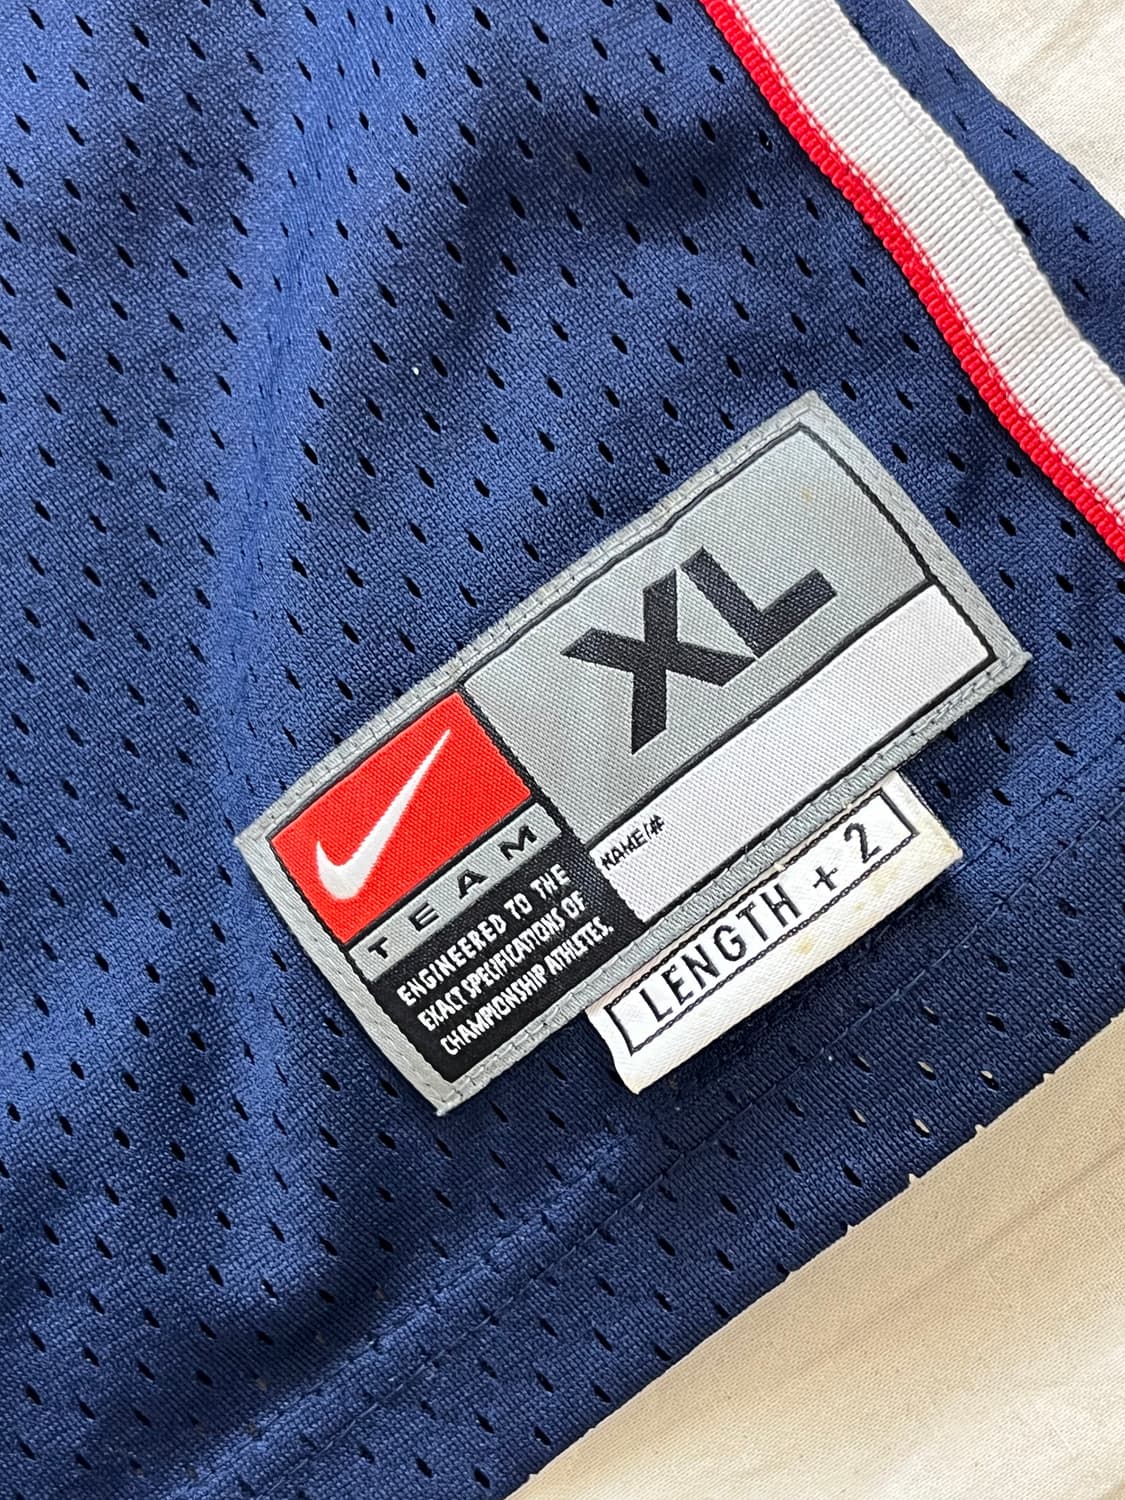 XL
TEAM
NAME/#
ENGINEERED TO THE
EXACT SPECIFICATIONS OF
CHAMPIONSHIP ATHLETES.
LENGTH + 2